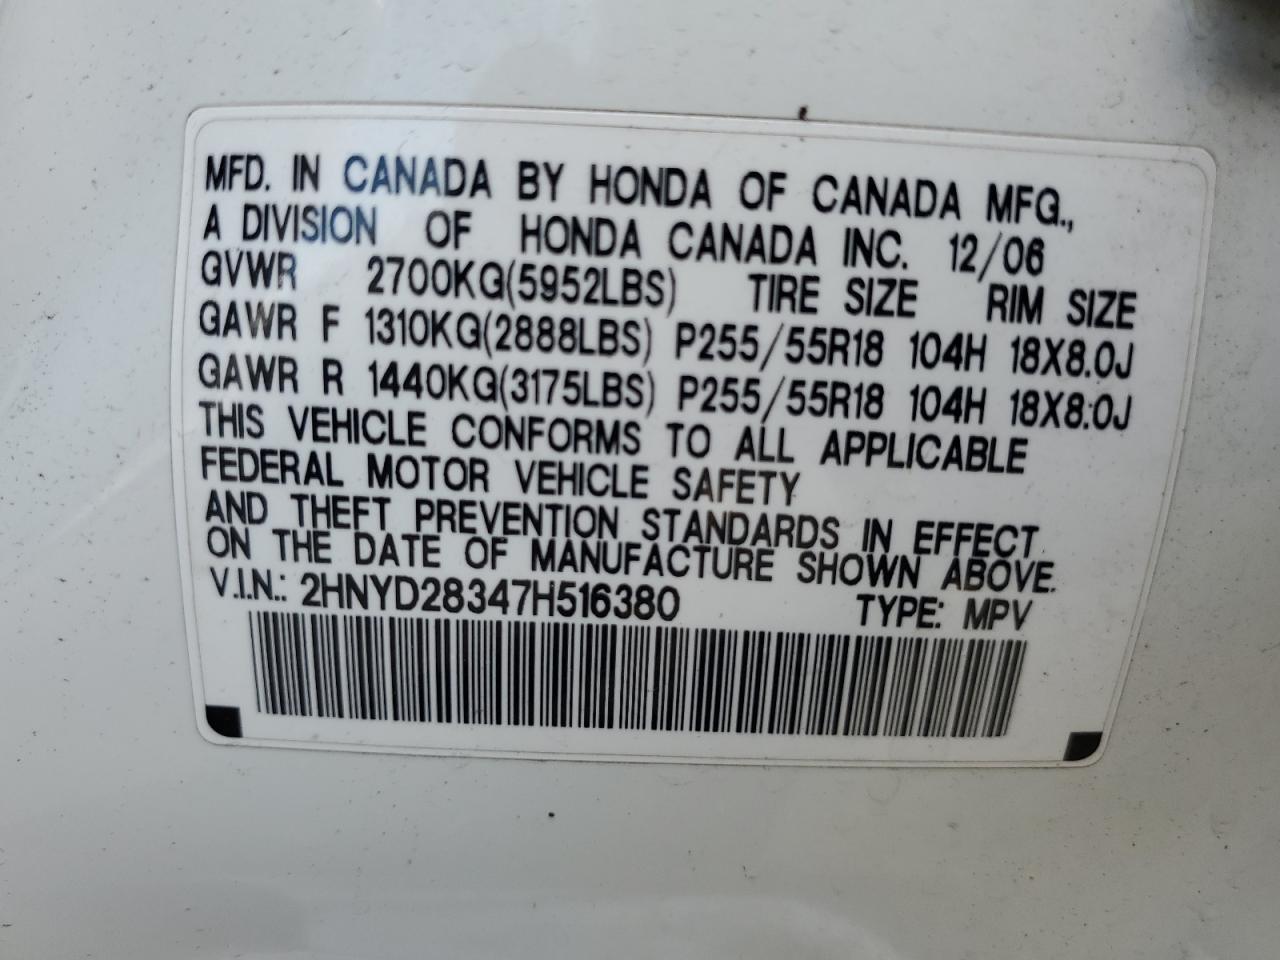 MFD. IN CANADA BY HONDA OF CANADA MFG.,
A DIVISION OF HONDA CANADA INC. 12/06
GVWR 2700KG(5952LBS) TIRE SIZE RIM SIZE
GAWR F 1310KG(2888LBS) P255/55R18 104H 18X8.0J
GAWR R 1440KG(3175LBS) P255/55R18 104H 18X8.0J
THIS VEHICLE CONFORMS TO ALL APPLICABLE
FEDERAL MOTOR VEHICLE SAFETY
AND THEFT PREVENTION STANDARDS IN EFFECT
ON THE DATE OF MANUFACTURE SHOWN ABOVE.
V.I.N.: 2HNYD28347H516380 TYPE: MPV